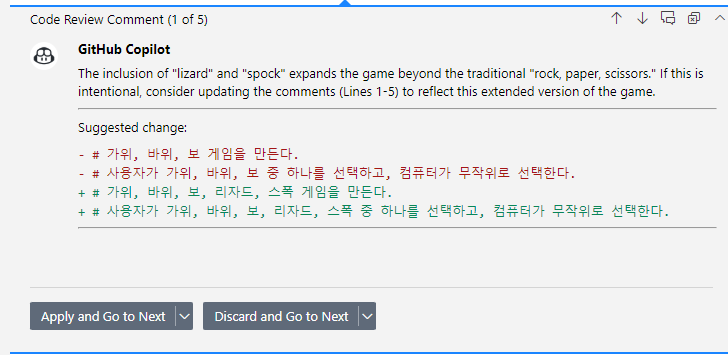 Code Review Comment (1 of 5)
GitHub Copilot
The inclusion of "lizard" and "spock" expands the game beyond the traditional "rock, paper, scissors." If this is
intentional, consider updating the comments (Lines 1-5) to reflect this extended version of the game.
Suggested change:
- # 가위, 바위, 보 게임을 만든다.
- # 사용자가 가위, 바위, 보 중 하나를 선택하고, 컴퓨터가 무작위로 선택한다.
+ # 가위, 바위, 보, 리자드, 스폭 게임을 만든다.
+ # 사용자가 가위, 바위, 보, 리자드, 스폭 중 하나를 선택하고, 컴퓨터가 무작위로 선택한다.
Apply and Go to Next
Discard and Go to Next